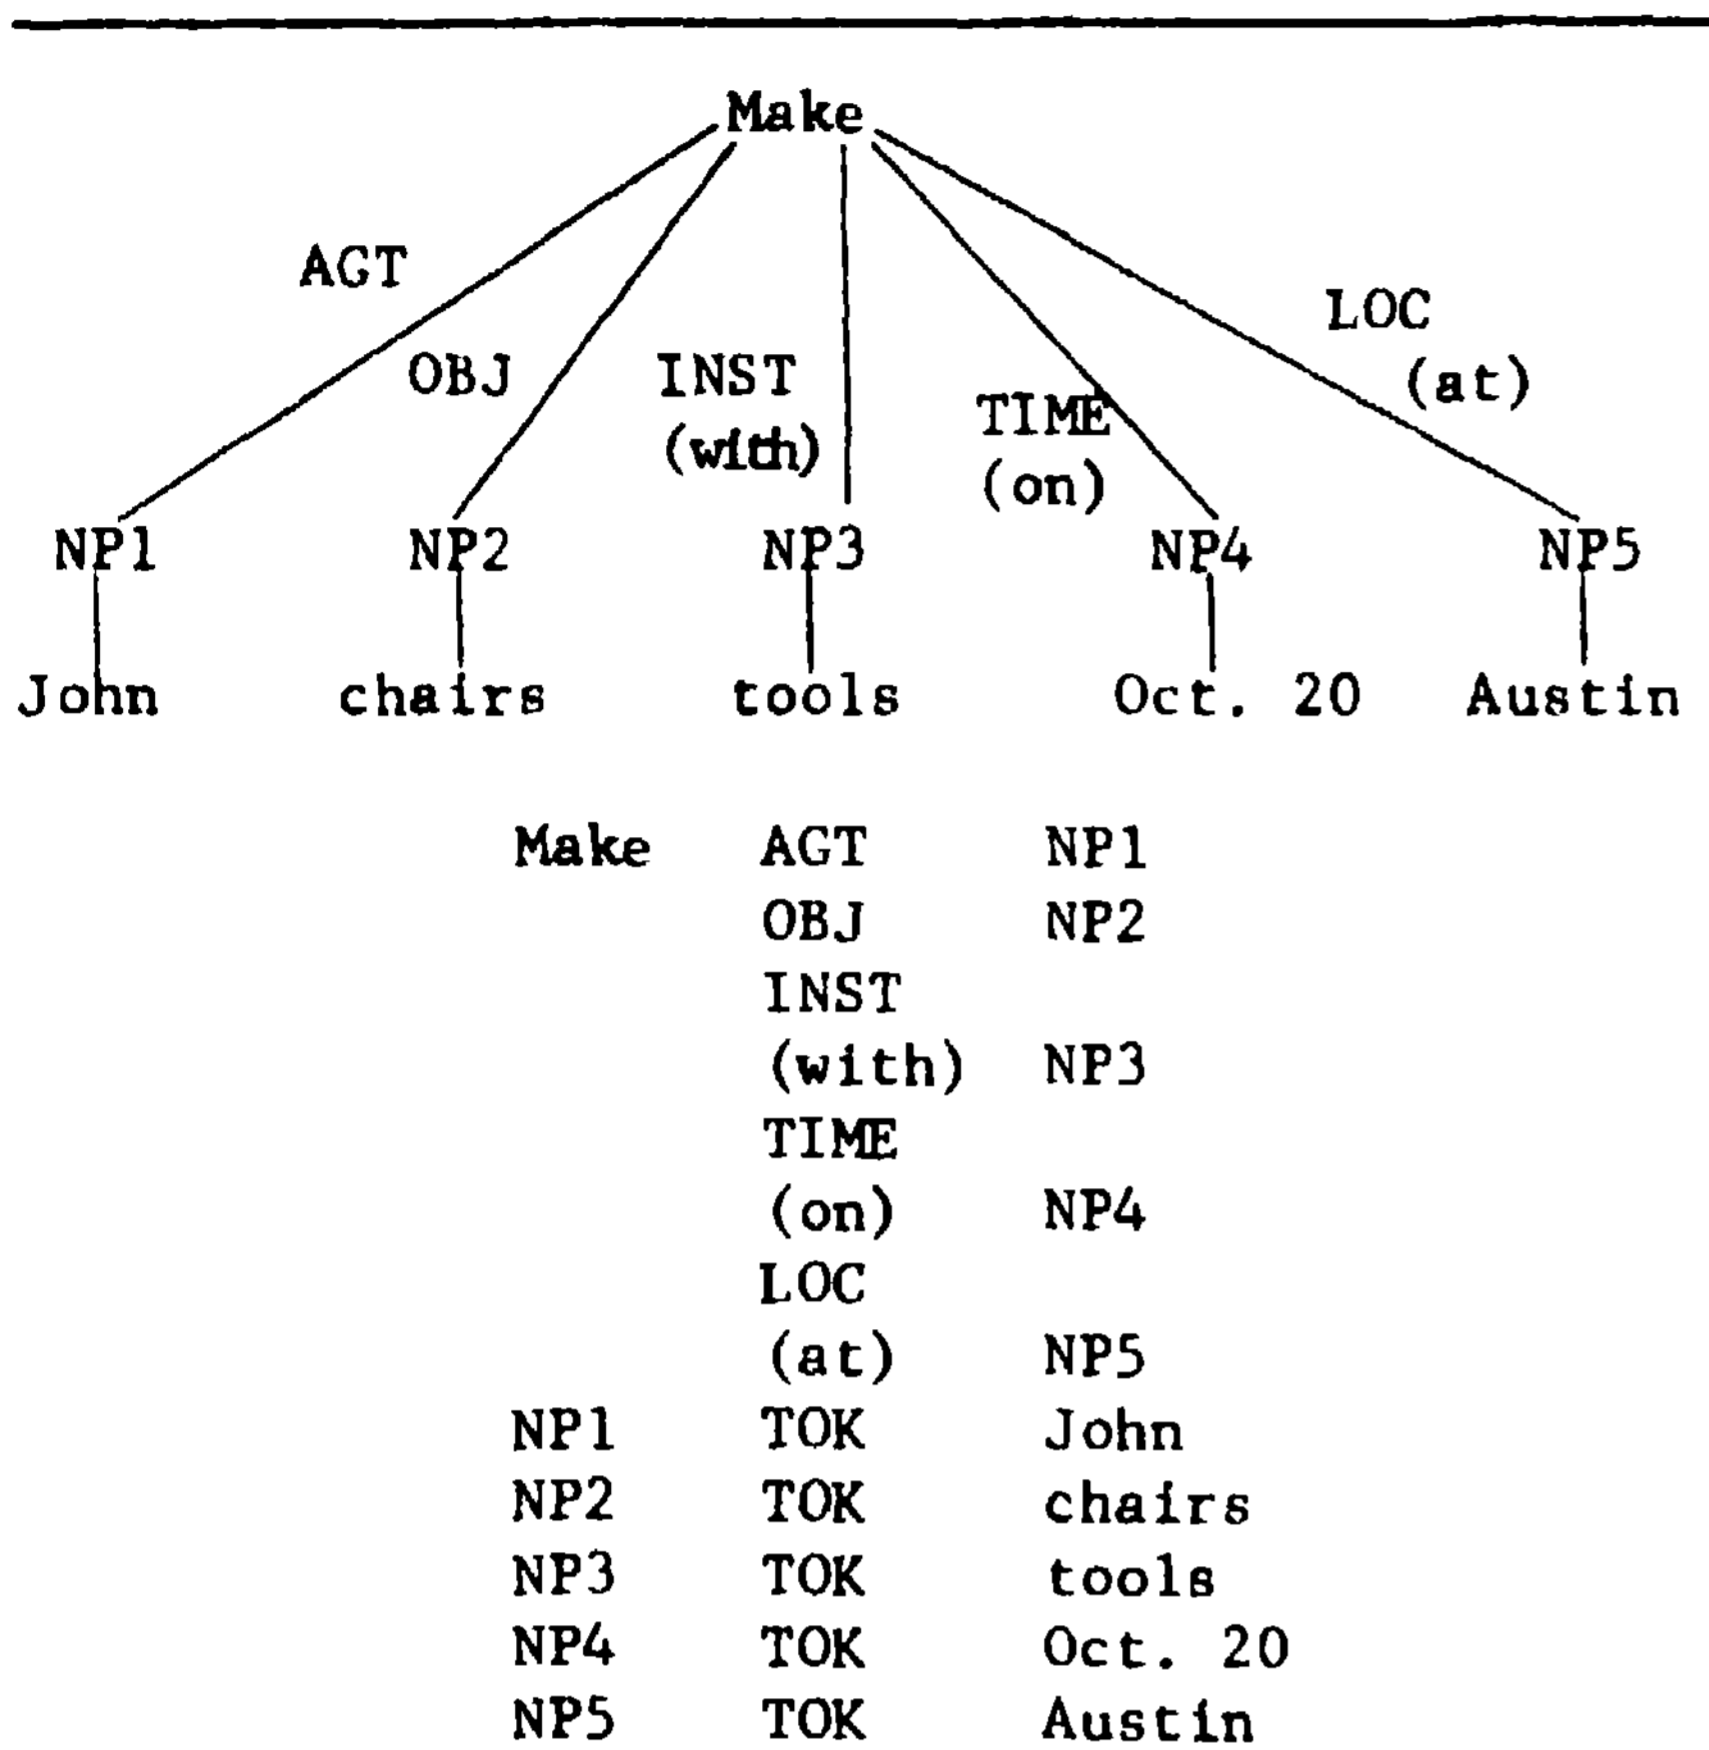 Make
AGT
LOC
OBJ INST (at)
TIME
(with)
(on)
NP1 NP2 NP3 NP4 NP5
John chairs tools Oct. 20 Austin
Make AGT NP1
OBJ NP2
INST
(with) NP3
TIME
(on) NP4
LOC
(at) NP5
NP1 TOK John
NP2 TOK chairs
NP3 TOK tools
NP4 TOK Oct. 20
NP5 TOK Austin